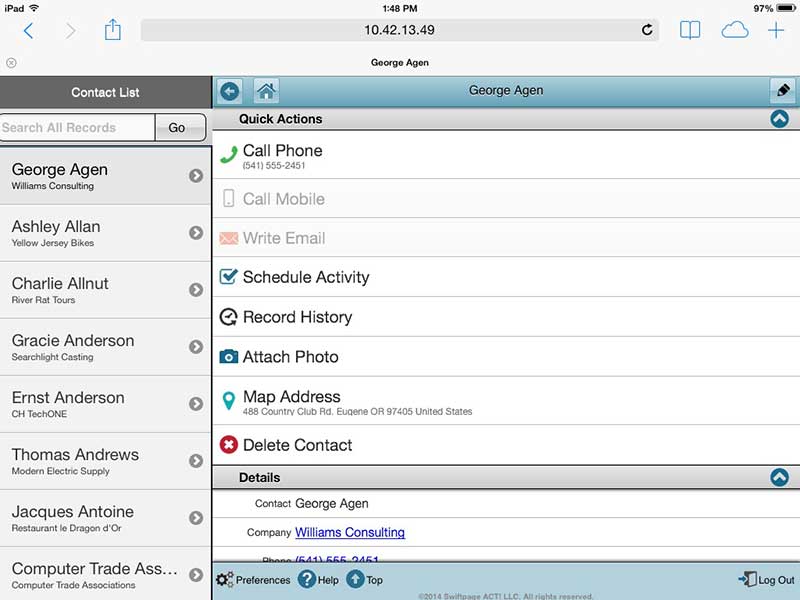 iPad 1:48 PM 97%
10.42.13.49
George Agen
Contact List
Search All Records Go
George Agen
Williams Consulting
Ashley Allan
Yellow Jersey Bikes
Charlie Allnut
River Rat Tours
Gracie Anderson
Searchlight Casting
Ernst Anderson
CH TechONE
Thomas Andrews
Modern Electric Supply
Jacques Antoine
Restaurant le Dragon d'Or
Computer Trade Ass...
Computer Trade Associations
George Agen
Quick Actions
Call Phone
(541) 555-2451
Call Mobile
Write Email
Schedule Activity
Record History
Attach Photo
Map Address
488 Country Club Rd. Eugene OR 97405 United States
Delete Contact
Details
Contact George Agen
Company Williams Consulting
Phone (541) 555-2451
Preferences ? Help Top Log Out
©2014 Swiftpage ACT! LLC. All rights reserved.